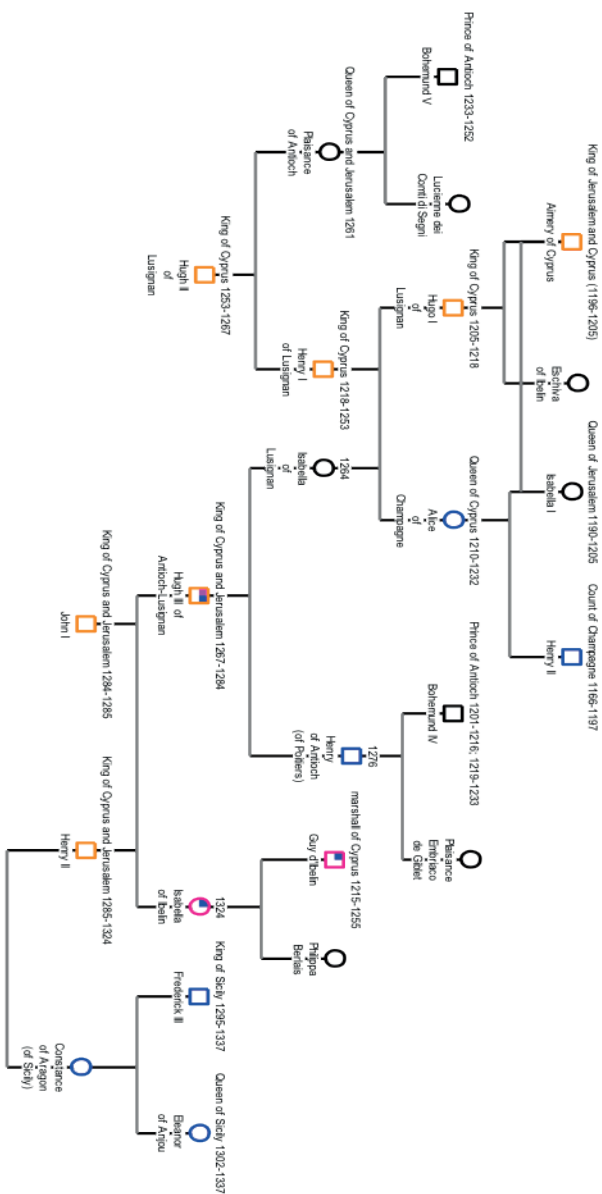 King of Jerusalem and Cyprus (1196-1205)
Aimery of Cyprus
Eschiva
of Ibelin
Queen of Jerusalem 1190-1205
Isabella I
Count of Champagne 1166-1197
Henry II
Prince of Antioch 1233-1252
Bohemund V
Lucienne dei
Comti di Segni
King of Cyprus 1205-1218
Hugo I
of
Lusignan
Queen of Cyprus 1210-1232
Alice
of
Champagne
Prince of Antioch 1201-1216; 1219-1233
Bohemund IV
Plaisance
Embriaco
de Giblet
Queen of Cyprus and Jerusalem 1261
Plaisance
of Antioch
King of Cyprus 1218-1253
Henry I
of Lusignan
1264
Isabella
of
Lusignan
1276
Henry
of Antioch
(of Poitiers)
marshall of Cyprus 1215-1255
Guy d'Ibelin
Philippa
Berlais
King of Cyprus 1253-1267
Hugh II
of
Lusignan
King of Cyprus and Jerusalem 1267-1284
Hugh III of
Antioch-Lusignan
1324
Isabella
of Ibelin
King of Sicily 1295-1337
Frederick III
Queen of Sicily 1302-1337
Eleanor
of Anjou
King of Cyprus and Jerusalem 1284-1285
John I
King of Cyprus and Jerusalem 1285-1324
Henry II
Constance
of Aragon
(of Sicily)